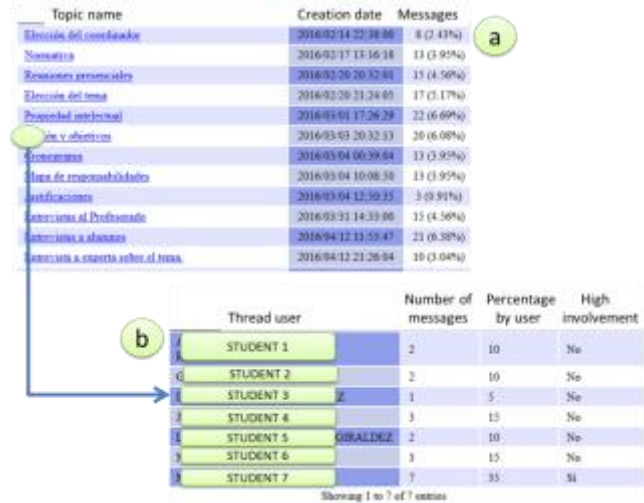 Topic name Creation date Messages
Elección del coordinador 2016/02/14 22:38:00 8 (2.43%)
a
Normativa 2016/02/17 13:16:18 13 (3.95%)
Reuniones presenciales 2016/02/20 20:32:01 15 (4.56%)
Elección del tema 2016/02/20 21:24:05 17 (5.17%)
Propiedad intelectual 2016/03/01 17:26:29 22 (6.69%)
y objetivos 2016/03/03 20:32:13 20 (6.08%)
Cronograma 2016/03/04 00:39:04 13 (3.95%)
Mapa de responsabilidades 2016/03/04 10:08:50 13 (3.95%)
Justificaciones 2016/03/04 12:50:35 3 (0.91%)
Entrevista al Profesorado 2016/03/31 14:33:00 15 (4.56%)
Entrevistas a alumnos 2016/04/12 11:53:47 21 (6.38%)
Entrevista a experta sobre el tema. 2016/04/12 21:26:04 10 (3.04%)
b
Thread user Number of messages Percentage by user High involvement
STUDENT 1 2 10 No
STUDENT 2 2 10 No
STUDENT 3 Z 1 5 No
STUDENT 4 3 15 No
STUDENT 5 GIRALDEZ 2 10 No
STUDENT 6 3 15 No
STUDENT 7 7 35 Si
Showing 1 to 7 of 7 entries